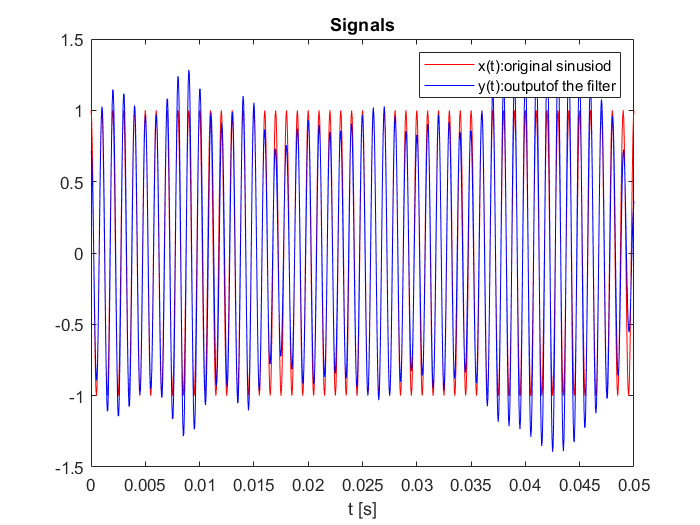 Signals
x(t):original sinusiod
y(t):outputof the filter
1.5
1
0.5
0
-0.5
-1
-1.5
0 0.005 0.01 0.015 0.02 0.025 0.03 0.035 0.04 0.045 0.05
t [s]